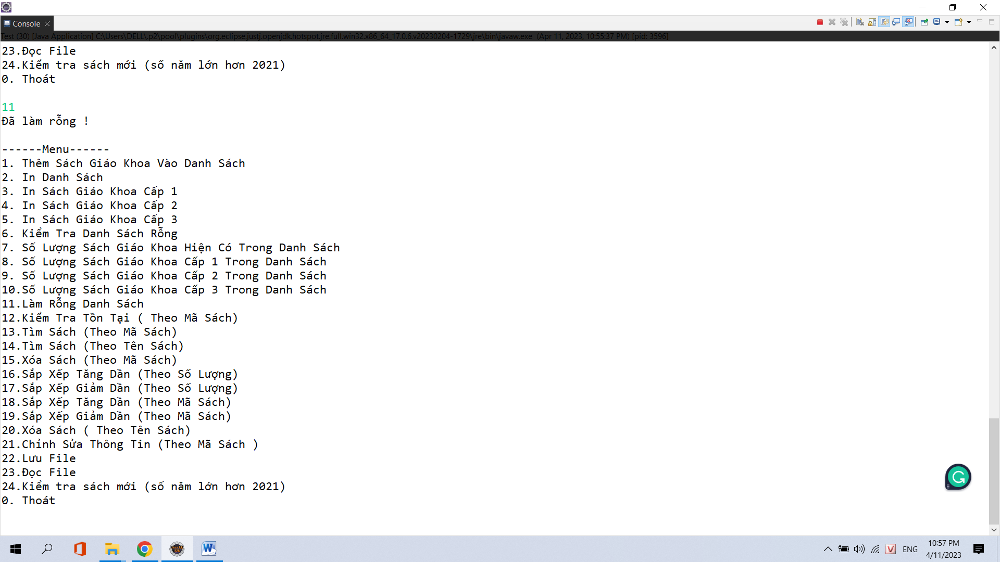 Console
Test (30) [Java Application] C:\Users\DELL\.p2\pool\plugins\org.eclipse.justj.openjdk.hotspot.jre.full.win32.x86_64_17.0.6.v20230204-1729\jre\bin\javaw.exe (Apr 11, 2023, 10:55:37 PM) [pid: 3596]
23.Đọc File
24.Kiểm tra sách mới (số năm lớn hơn 2021)
0. Thoát
11
Đã làm rỗng !
------Menu------
1. Thêm Sách Giáo Khoa Vào Danh Sách
2. In Danh Sách
3. In Sách Giáo Khoa Cấp 1
4. In Sách Giáo Khoa Cấp 2
5. In Sách Giáo Khoa Cấp 3
6. Kiểm Tra Danh Sách Rỗng
7. Số Lượng Sách Giáo Khoa Hiện Có Trong Danh Sách
8. Số Lượng Sách Giáo Khoa Cấp 1 Trong Danh Sách
9. Số Lượng Sách Giáo Khoa Cấp 2 Trong Danh Sách
10.Số Lượng Sách Giáo Khoa Cấp 3 Trong Danh Sách
11.Làm Rỗng Danh Sách
12.Kiểm Tra Tồn Tại ( Theo Mã Sách)
13.Tìm Sách (Theo Mã Sách)
14.Tìm Sách (Theo Tên Sách)
15.Xóa Sách (Theo Mã Sách)
16.Sắp Xếp Tăng Dần (Theo Số Lượng)
17.Sắp Xếp Giảm Dần (Theo Số Lượng)
18.Sắp Xếp Tăng Dần (Theo Mã Sách)
19.Sắp Xếp Giảm Dần (Theo Mã Sách)
20.Xóa Sách ( Theo Tên Sách)
21.Chỉnh Sửa Thông Tin (Theo Mã Sách )
22.Lưu File
23.Đọc File
24.Kiểm tra sách mới (số năm lớn hơn 2021)
0. Thoát
ENG
10:57 PM
4/11/2023